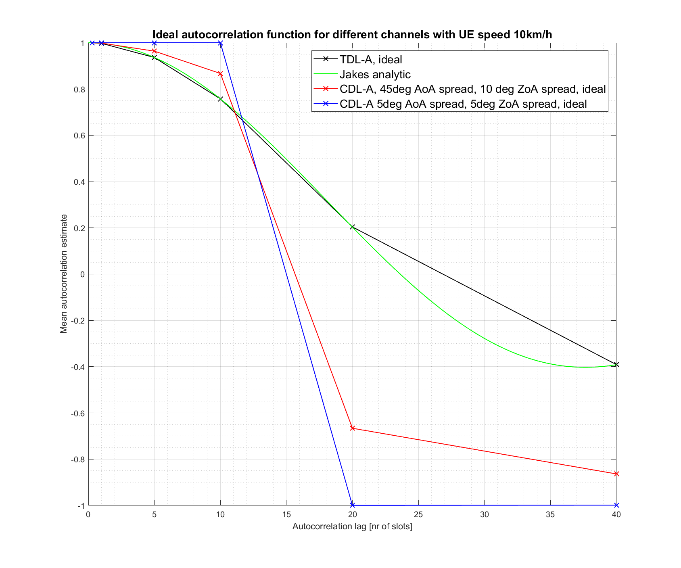 Ideal autocorrelation function for different channels with UE speed 10km/h
TDL-A, ideal
Jakes analytic
CDL-A, 45deg AoA spread, 10 deg ZoA spread, ideal
CDL-A 5deg AoA spread, 5deg ZoA spread, ideal
Mean autocorrelation estimate
1
0.8
0.6
0.4
0.2
0
-0.2
-0.4
-0.6
-0.8
-1
0 5 10 15 20 25 30 35 40
Autocorrelation lag [nr of slots]